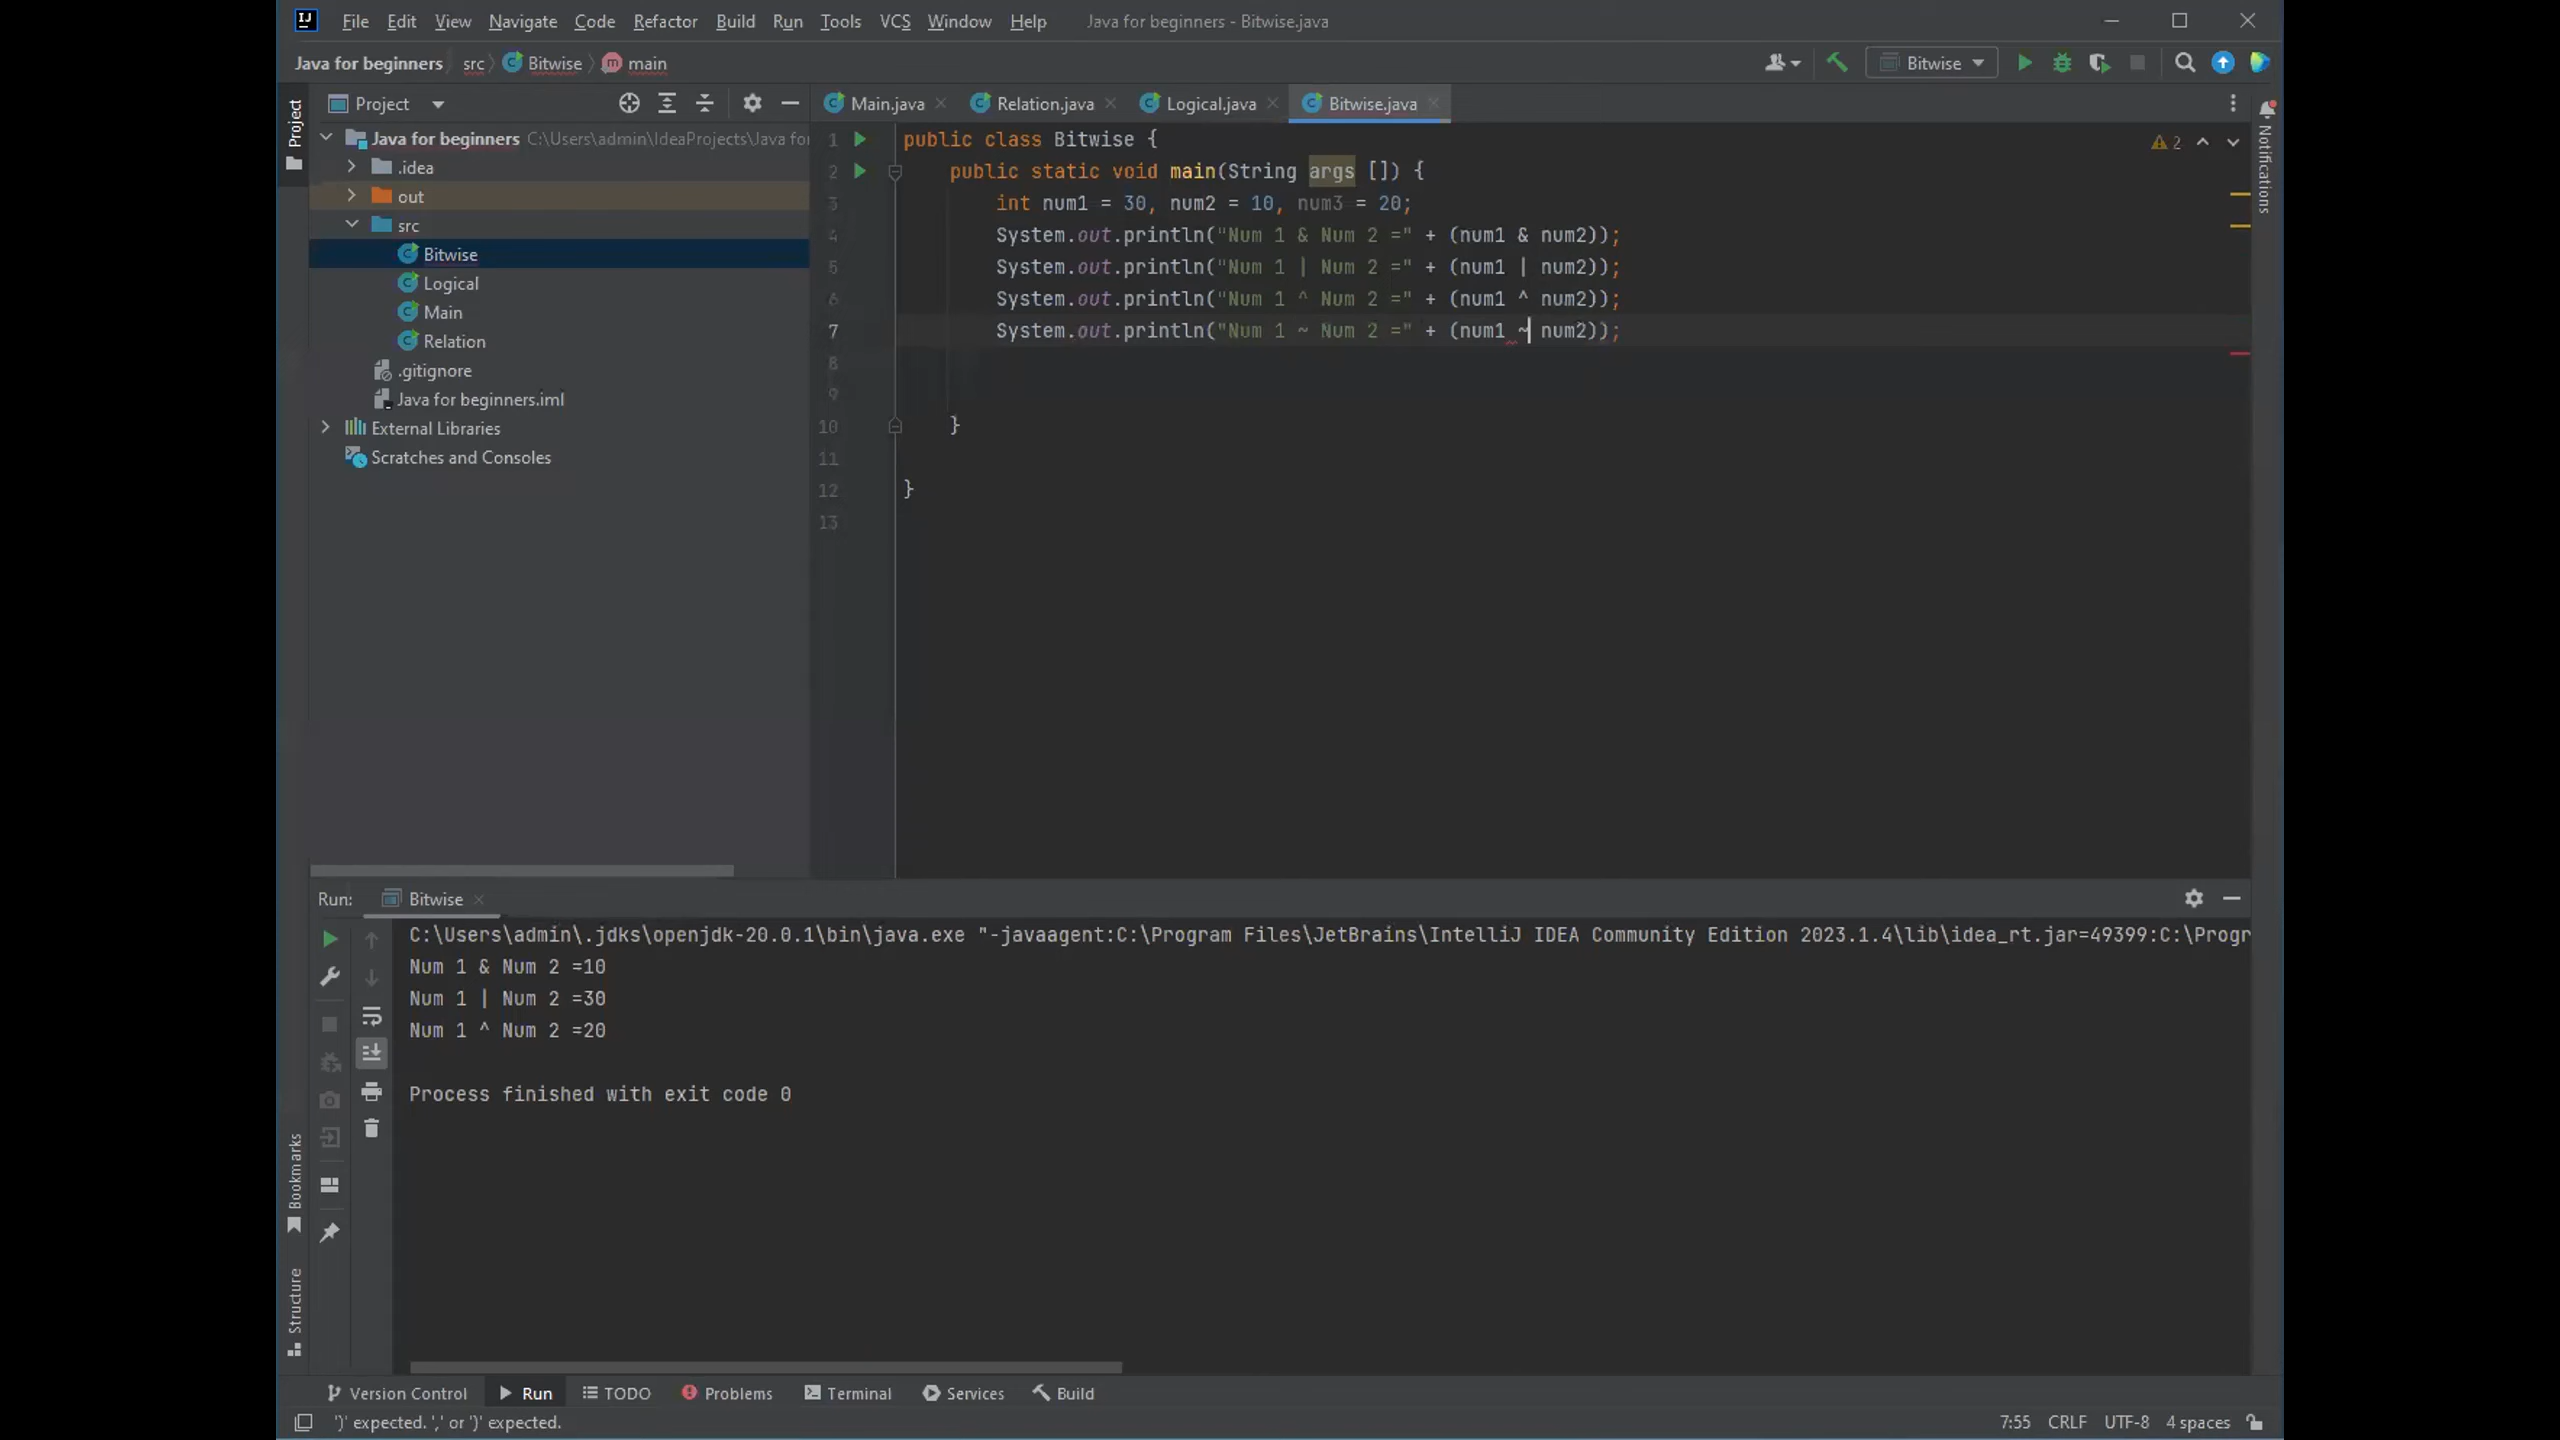 File Edit View Navigate Code Refactor Build Run Tools VCS Window Help Java for beginners - Bitwise.java
Java for beginners src Bitwise main Bitwise
Project
Main.java Relation.java Logical.java Bitwise.java
Project
Java for beginners C:\Users\admin\IdeaProjects\Java for
.idea
out
src
Bitwise
Logical
Main
Relation
.gitignore
Java for beginners.iml
External Libraries
Scratches and Consoles
1 public class Bitwise {
2 public static void main(String args []) {
3 int num1 = 30, num2 = 10, num3 = 20;
4 System.out.println("Num 1 & Num 2 =" + (num1 & num2));
5 System.out.println("Num 1 | Num 2 =" + (num1 | num2));
6 System.out.println("Num 1 ^ Num 2 =" + (num1 ^ num2));
7 System.out.println("Num 1 ~ Num 2 =" + (num1 ~ num2));
8
9
10 }
11
12 }
13
2
Notifications
Run: Bitwise
C:\Users\admin\.jdks\openjdk-20.0.1\bin\java.exe "-javaagent:C:\Program Files\JetBrains\IntelliJ IDEA Community Edition 2023.1.4\lib\idea_rt.jar=49399:C:\Progr
Num 1 & Num 2 =10
Num 1 | Num 2 =30
Num 1 ^ Num 2 =20
Process finished with exit code 0
Bookmarks
Structure
Version Control Run TODO Problems Terminal Services Build
')' expected. ',' or ')' expected. 7:55 CRLF UTF-8 4 spaces